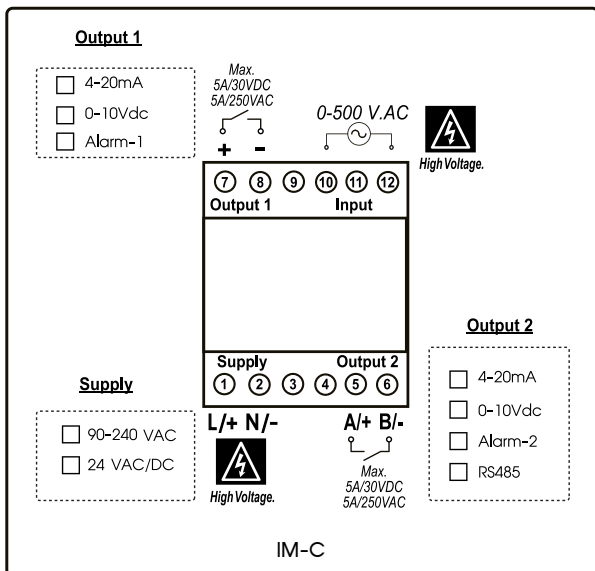 Output 1
4-20mA
0-10Vdc
Alarm-1
Max.
5A/30VDC
5A/250VAC
+ -
0-500 V.AC
High Voltage.
7 8 9 10 11 12
Output 1 Input
Supply Output 2
1 2 3 4 5 6
L/+ N/- A/+ B/-
High Voltage.
Max.
5A/30VDC
5A/250VAC
Supply
90-240 VAC
24 VAC/DC
Output 2
4-20mA
0-10Vdc
Alarm-2
RS485
IM-C